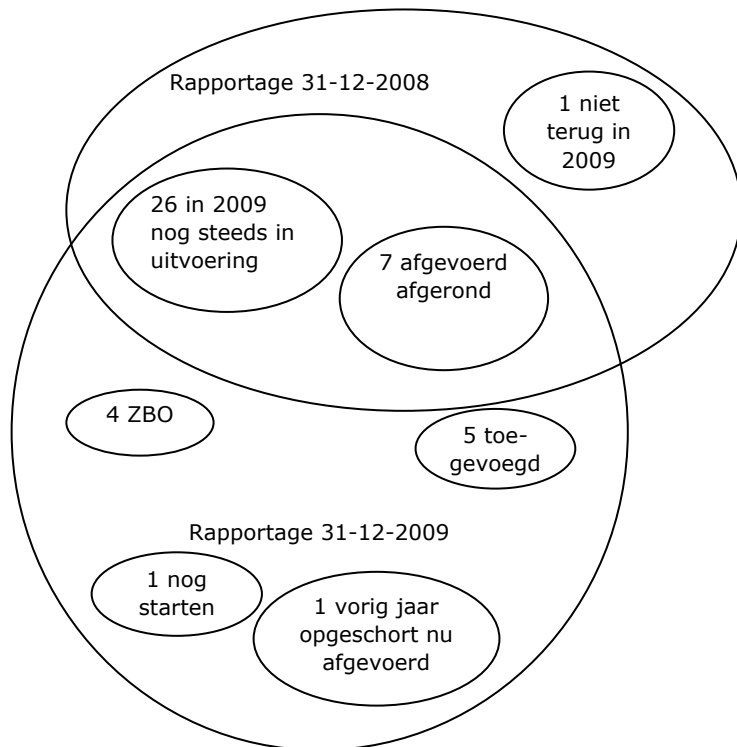 Rapportage 31-12-2008
1 niet
terug in
2009
26 in 2009
nog steeds in
uitvoering
7 afgevoerd
afgerond
4 ZBO
5 toe-
gevoegd
Rapportage 31-12-2009
1 nog
starten
1 vorig jaar
opgeschort nu
afgevoerd